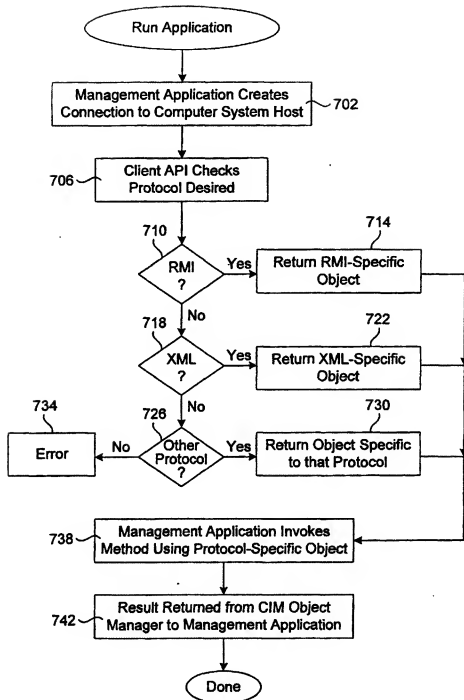 Run Application
Management Application Creates
Connection to Computer System Host
702
706
Client API Checks
Protocol Desired
710
RMI
?
Yes
714
Return RMI-Specific
Object
No
718
XML
?
Yes
722
Return XML-Specific
Object
No
726
Other
Protocol
?
Yes
730
Return Object Specific
to that Protocol
No
734
Error
738
Management Application Invokes
Method Using Protocol-Specific Object
742
Result Returned from CIM Object
Manager to Management Application
Done